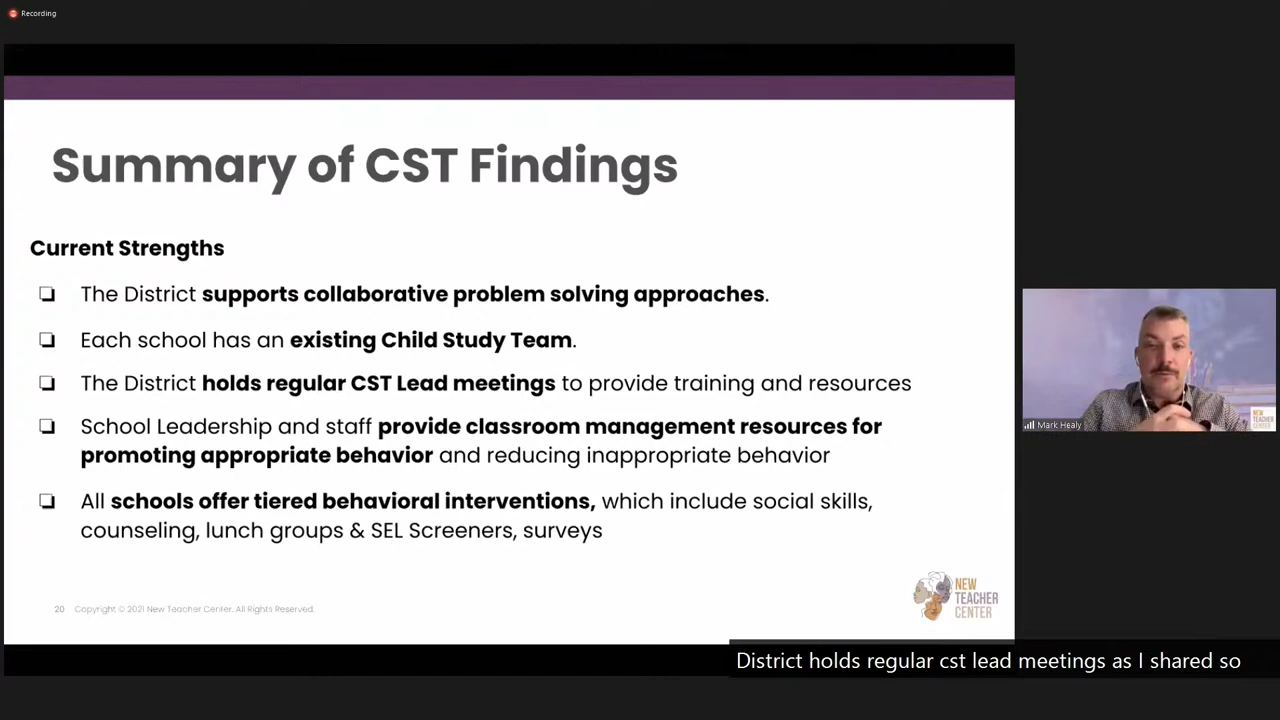 Recording
Summary of CST Findings
Current Strengths
❏ The District supports collaborative problem solving approaches.
❏ Each school has an existing Child Study Team.
❏ The District holds regular CST Lead meetings to provide training and resources
❏ School Leadership and staff provide classroom management resources for
promoting appropriate behavior and reducing inappropriate behavior
❏ All schools offer tiered behavioral interventions, which include social skills,
counseling, lunch groups & SEL Screeners, surveys
20 Copyright © 2021 New Teacher Center. All Rights Reserved.
NEW
TEACHER
CENTER
Mark Healy
NEW
TEACHER
CENTER
District holds regular cst lead meetings as I shared so